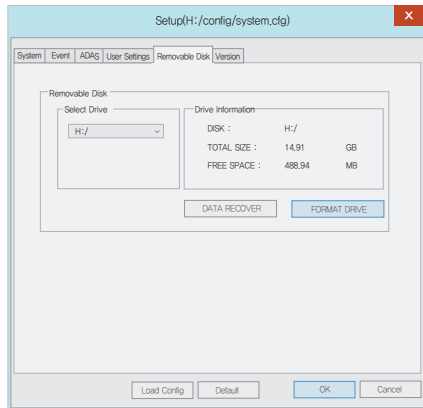 Setup(H:/config/system.cfg)
X
System Event ADAS User Settings Removable Disk Version
Removable Disk
Select Drive
H:/
Drive Information
DISK : H:/
TOTAL SIZE : 14.91 GB
FREE SPACE : 488.94 MB
DATA RECOVER FORMAT DRIVE
Load Config Default OK Cancel